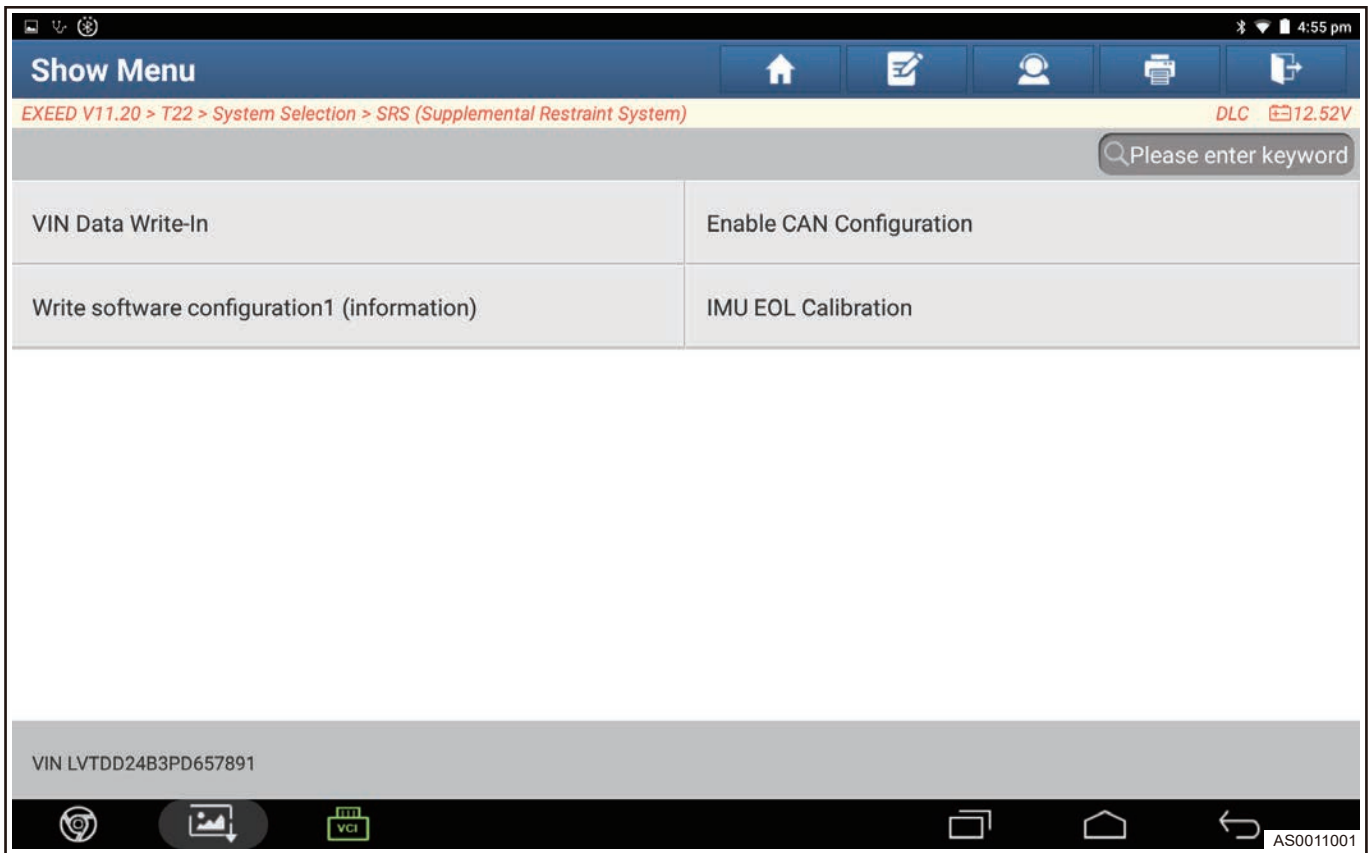 4:55 pm
Show Menu
EXEED V11.20 > T22 > System Selection > SRS (Supplemental Restraint System)
DLC 12.52V
Please enter keyword
VIN Data Write-In
Enable CAN Configuration
Write software configuration1 (information)
IMU EOL Calibration
VIN LVTDD24B3PD657891
VCI
AS0011001